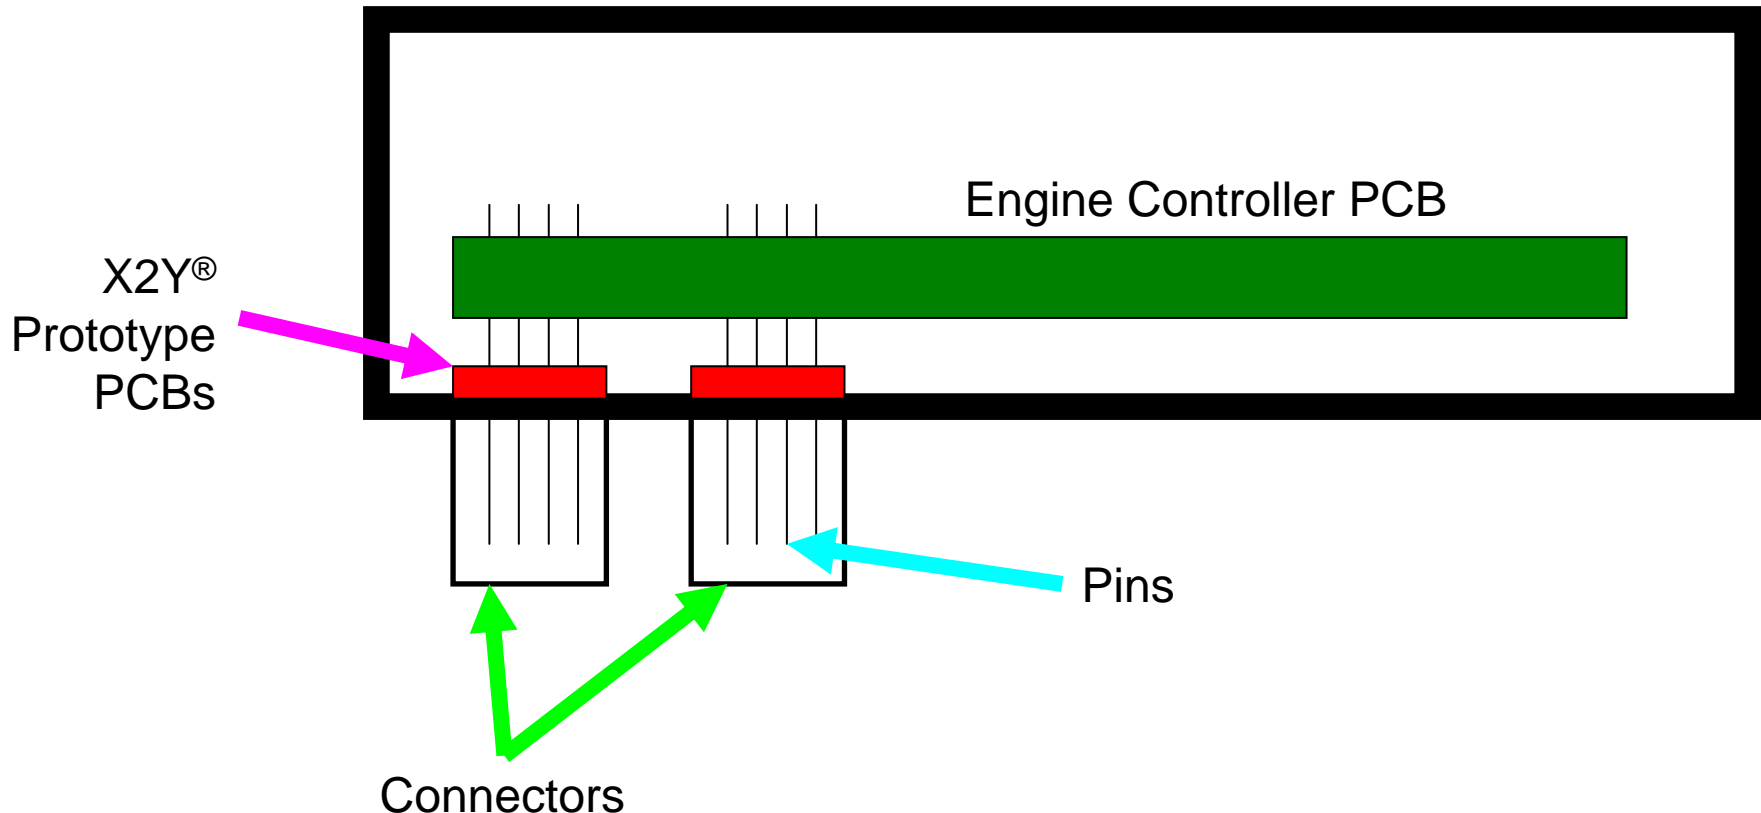 Engine Controller PCB
X2Y®
Prototype
PCBs
Pins
Connectors